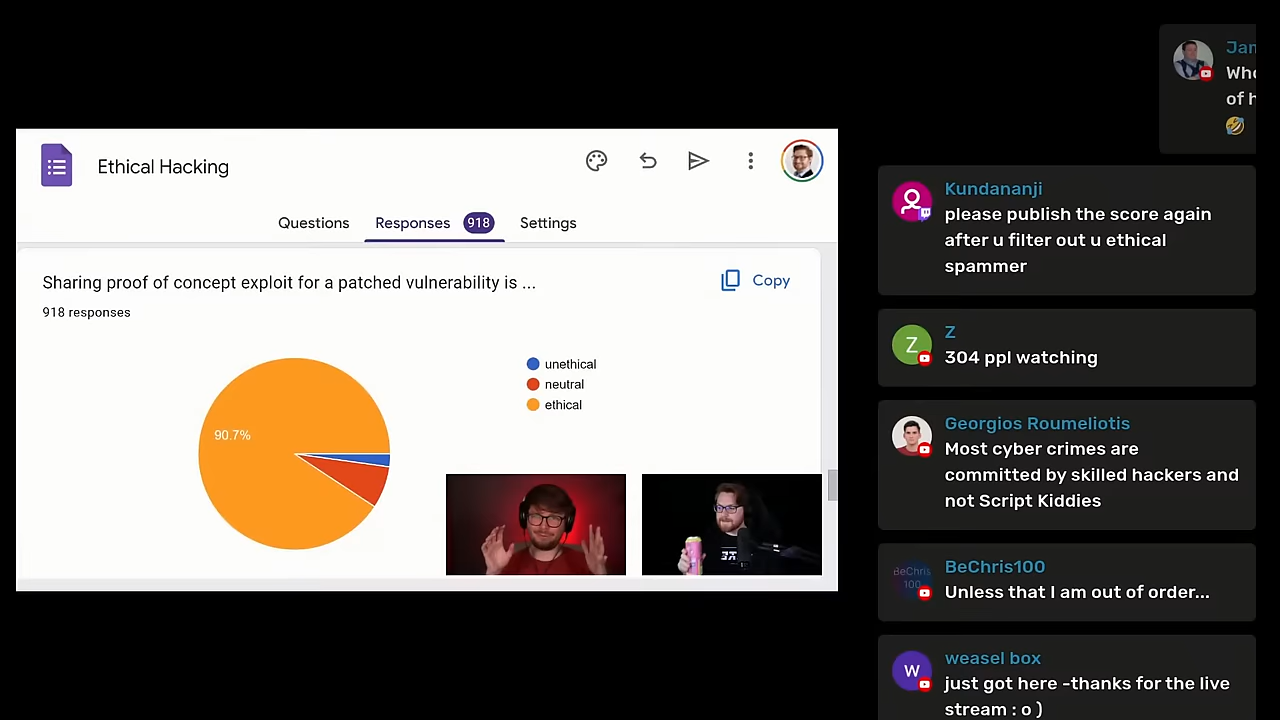 Ethical Hacking
Questions
Responses 918
Settings
Sharing proof of concept exploit for a patched vulnerability is ...
Copy
918 responses
unethical
neutral
ethical
90.7%
Kundananji
please publish the score again
after u filter out u ethical
spammer
Z
Z
304 ppl watching
Georgios Roumeliotis
Most cyber crimes are
committed by skilled hackers and
not Script Kiddies
BeChris
100
BeChris100
Unless that I am out of order...
W
weasel box
just got here -thanks for the live
stream : o )